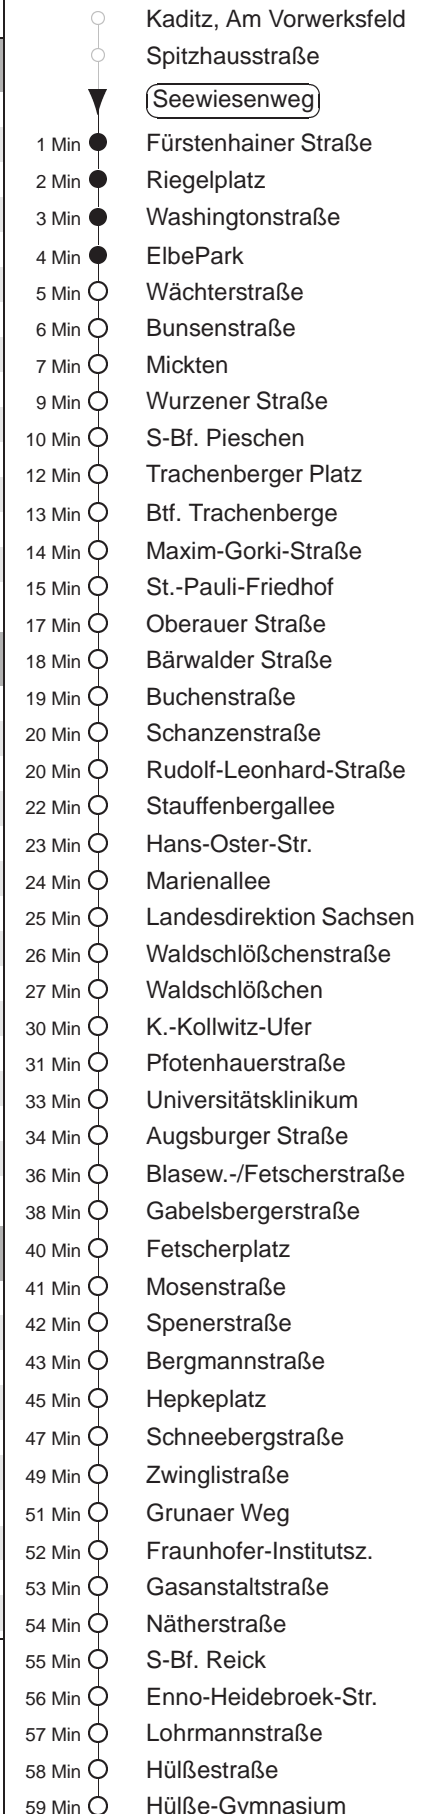 Kaditz, Am Vorwerksfeld
Spitzhausstraße
Seewiesenweg
1 Min Fürstenhainer Straße
2 Min Riegelplatz
3 Min Washingtonstraße
4 Min ElbePark
5 Min Wächterstraße
6 Min Bunsenstraße
7 Min Mickten
9 Min Wurzener Straße
10 Min S-Bf. Pieschen
12 Min Trachenberger Platz
13 Min Btf. Trachenberge
14 Min Maxim-Gorki-Straße
15 Min St.-Pauli-Friedhof
17 Min Oberauer Straße
18 Min Bärwalder Straße
19 Min Buchenstraße
20 Min Schanzenstraße
20 Min Rudolf-Leonhard-Straße
22 Min Stauffenbergallee
23 Min Hans-Oster-Str.
24 Min Marienallee
25 Min Landesdirektion Sachsen
26 Min Waldschlößchenstraße
27 Min Waldschlößchen
30 Min K.-Kollwitz-Ufer
31 Min Pfotenhauerstraße
33 Min Universitätsklinikum
34 Min Augsburger Straße
36 Min Blasew.-/Fetscherstraße
38 Min Gabelsbergerstraße
40 Min Fetscherplatz
41 Min Mosenstraße
42 Min Spenerstraße
43 Min Bergmannstraße
45 Min Hepkeplatz
47 Min Schneebergstraße
49 Min Zwinglistraße
51 Min Grunaer Weg
52 Min Fraunhofer-Institutsz.
53 Min Gasanstaltstraße
54 Min Nätherstraße
55 Min S-Bf. Reick
56 Min Enno-Heidebroek-Str.
57 Min Lohrmannstraße
58 Min Hülßestraße
59 Min Hülße-Gymnasium